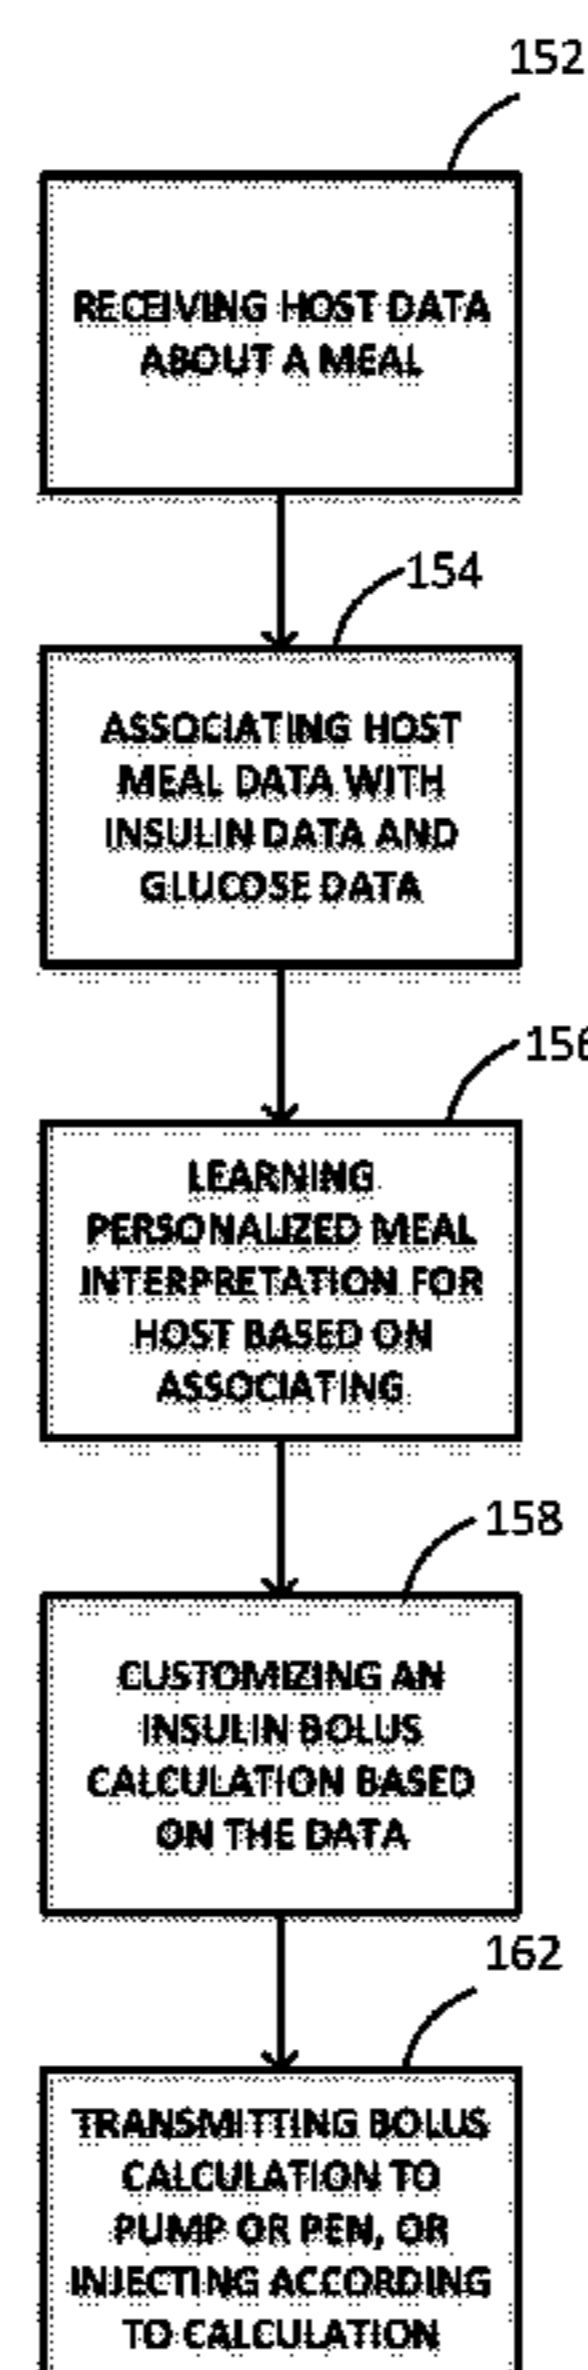 152
RECEIVING HOST DATA
ABOUT A MEAL
154
ASSOCIATING HOST
MEAL DATA WITH
INSULIN DATA AND
GLUCOSE DATA
156
LEARNING
PERSONALIZED MEAL
INTERPRETATION FOR
HOST BASED ON
ASSOCIATING
158
CUSTOMIZING AN
INSULIN BOLUS
CALCULATION BASED
ON THE DATA
162
TRANSMITTING BOLUS
CALCULATION TO
PUMP OR PEN, OR
INJECTING ACCORDING
TO CALCULATION